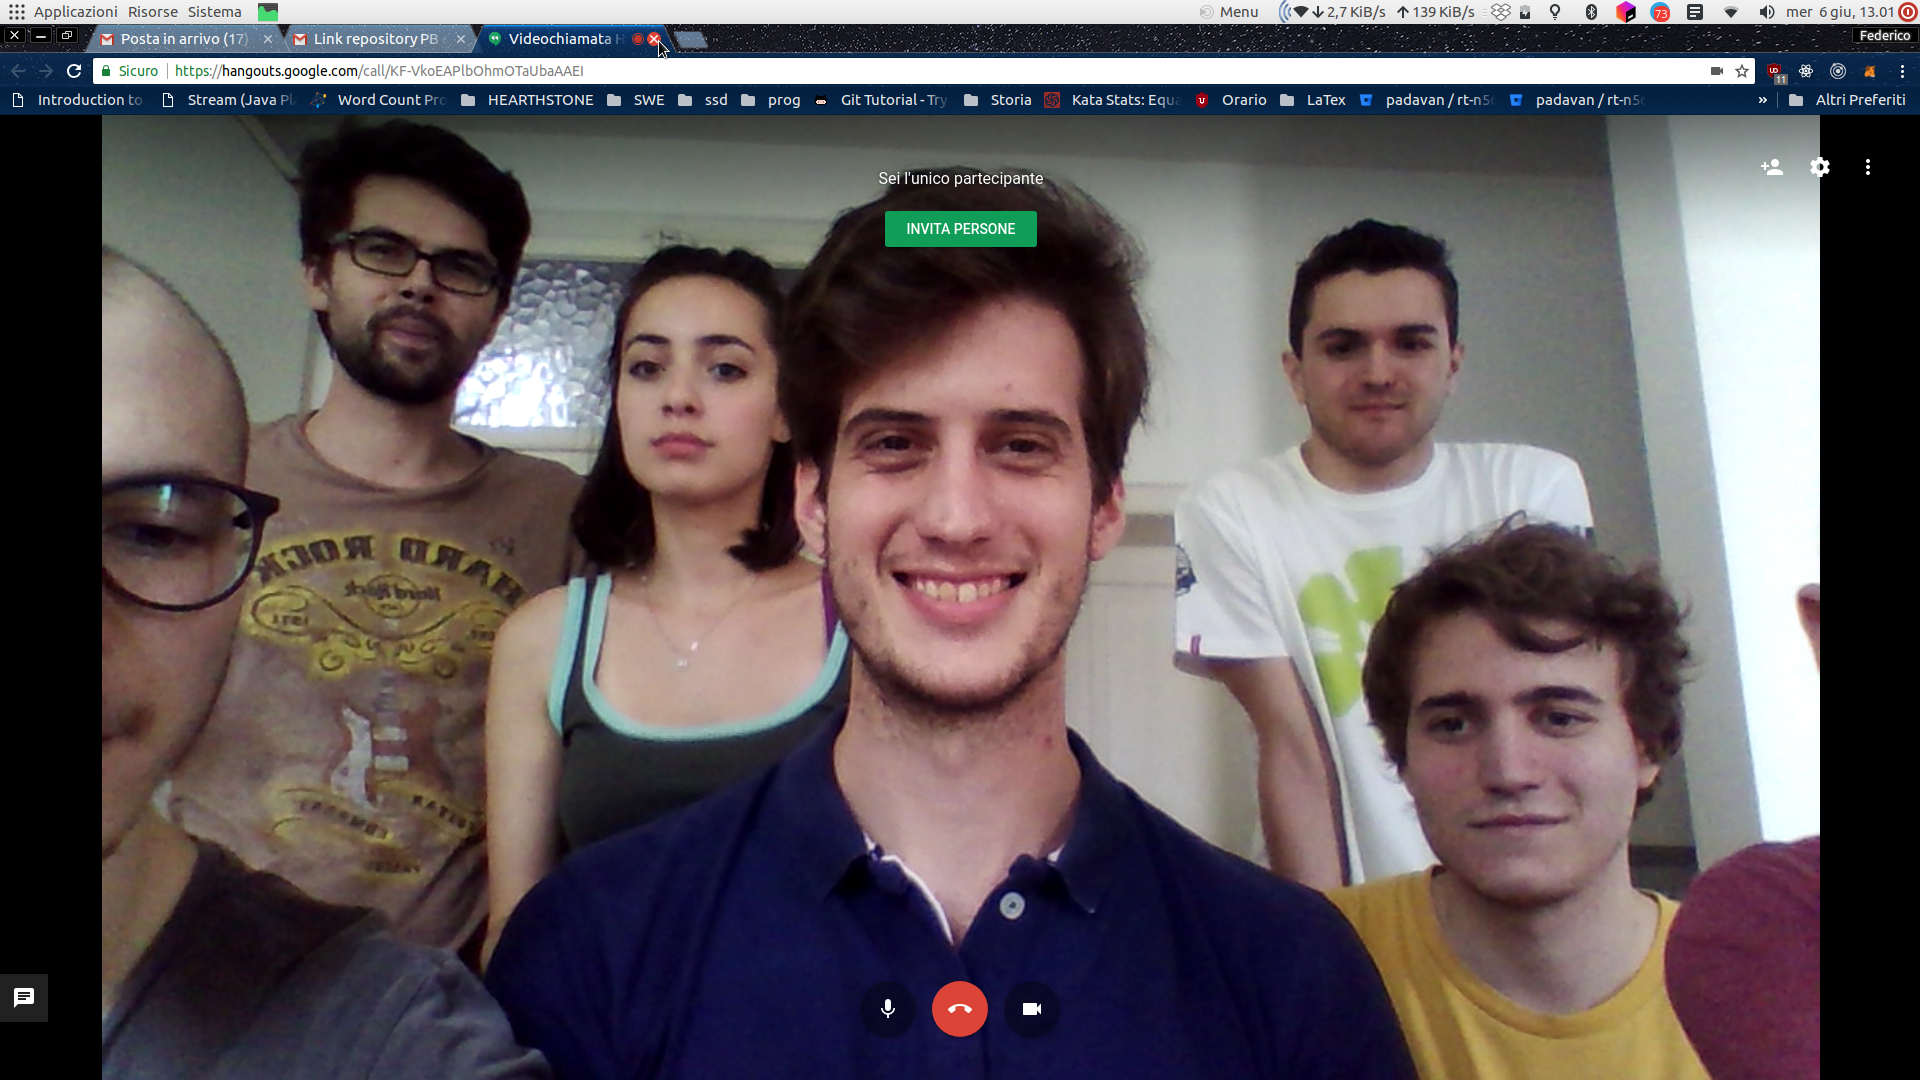 Applicazioni Risorse Sistema Menu 2,7 KiB/s 139 KiB/s 73 mer 6 giu, 13.01
Posta in arrivo (17) Link repository PB Videochiamata H Federico
Sicuro https://hangouts.google.com/call/KF-VkoEAPlbOhmOTaUbaAAEI 11
Introduction to Stream (Java Pl Word Count Pro HEARTHSTONE SWE ssd prog Git Tutorial - Try Storia Kata Stats: Equa Orario LaTex padavan / rt-n5 padavan / rt-n5 » Altri Preferiti
Sei l'unico partecipante
INVITA PERSONE
HARD ROCK
Hard Rock